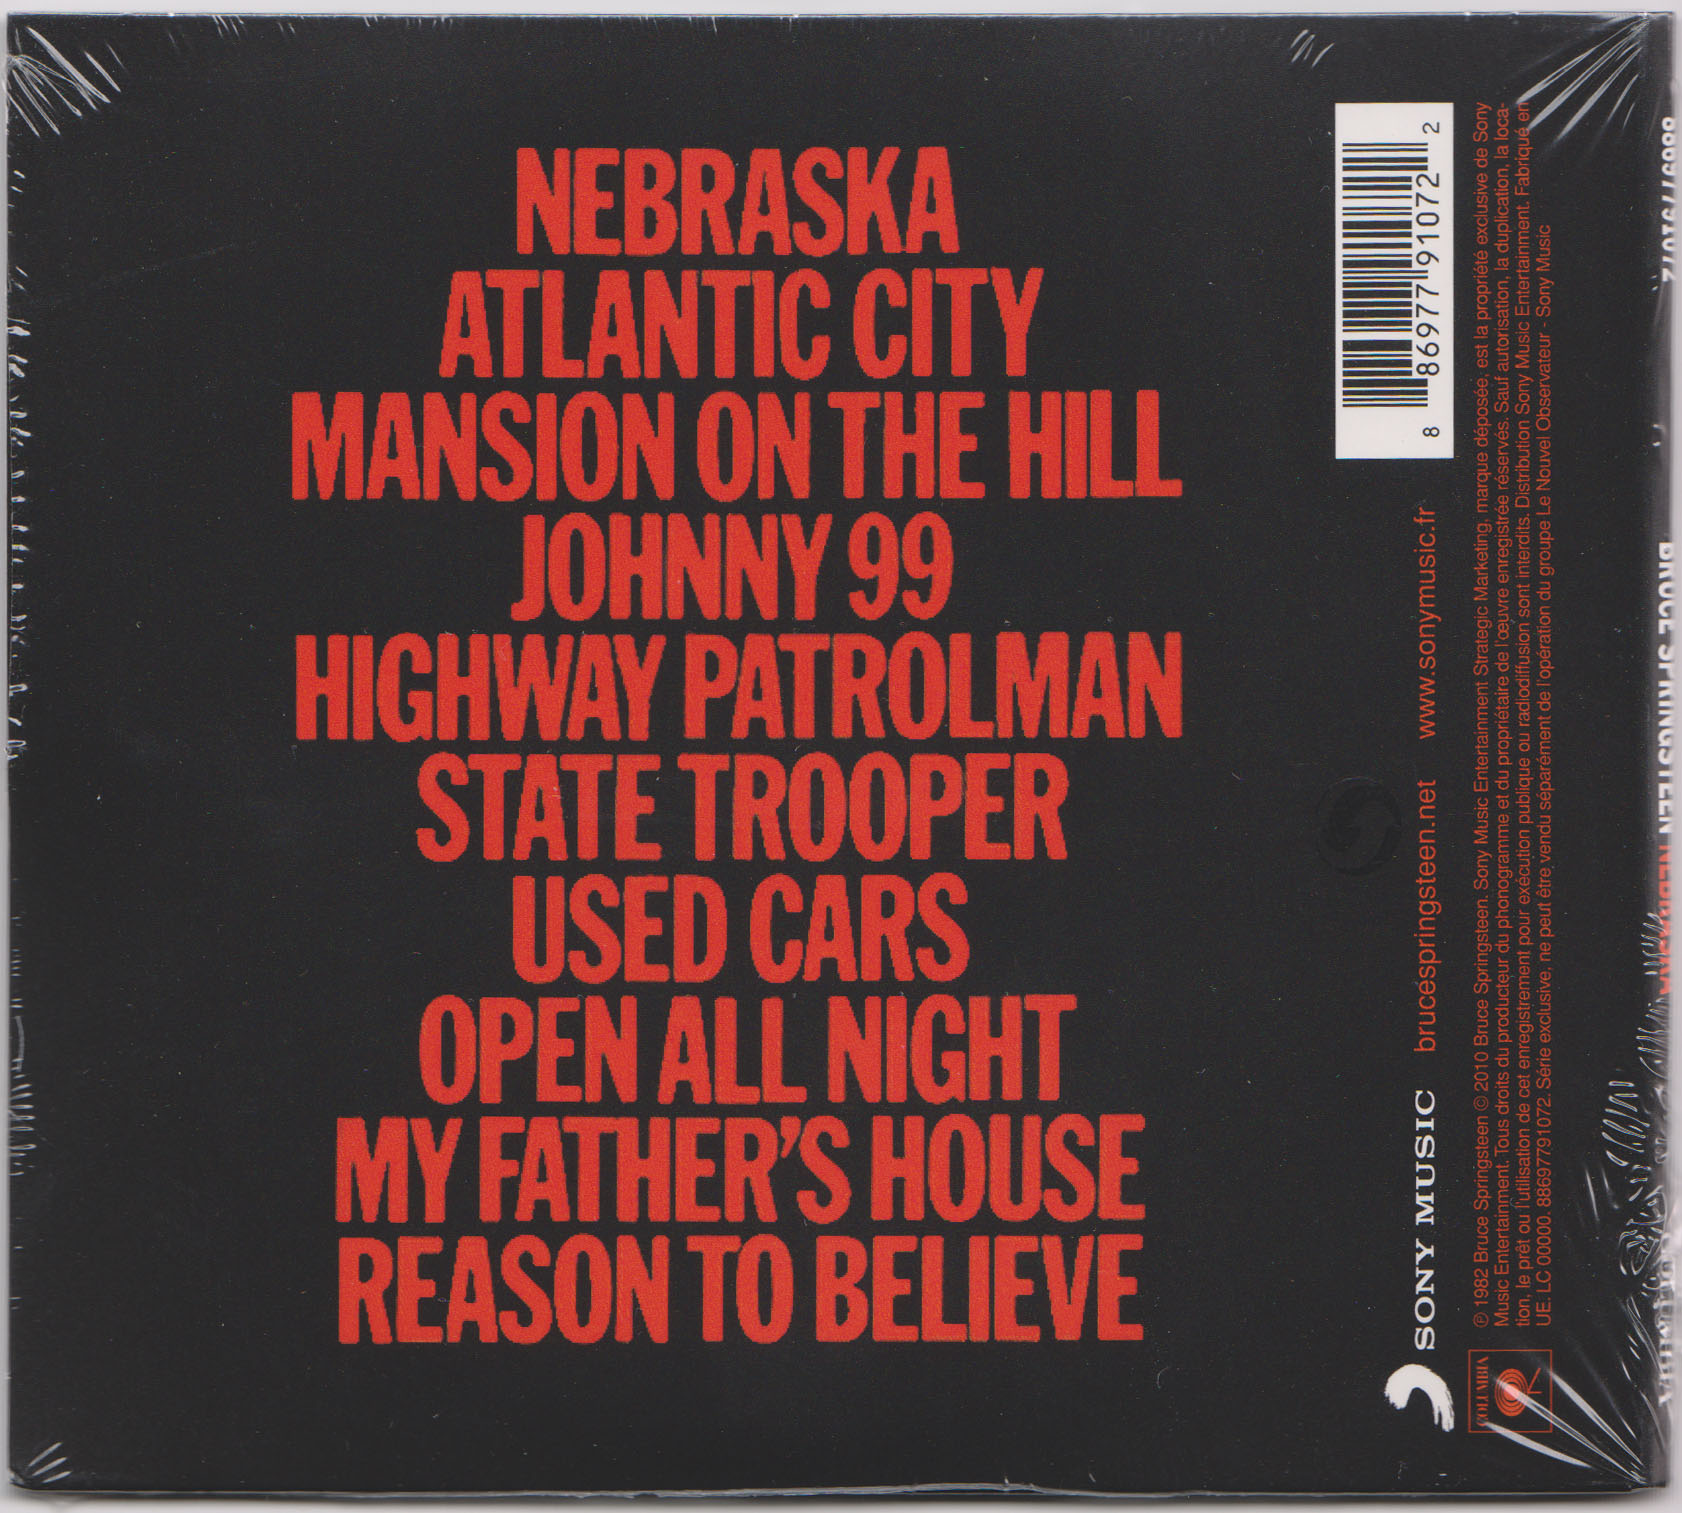 NEBRASKA
ATLANTIC CITY
MANSION ON THE HILL
JOHNNY 99
HIGHWAY PATROLMAN
STATE TROOPER
USED CARS
OPEN ALL NIGHT
MY FATHER'S HOUSE
REASON TO BELIEVE
8 86977 91072 2
SONY MUSIC brucespringsteen.net www.sonymusic.fr
COLUMBIA
℗ 1982 Bruce Springsteen © 2010 Bruce Springsteen. Sony Music Entertainment Strategic Marketing, marque déposée, est la propriété exclusive de Sony
Music Entertainment. Tous droits du producteur du phonogramme et du propriétaire de l'œuvre enregistrée réservés. Sauf autorisation, la duplication, la loca-
tion, le prêt ou l'utilisation de cet enregistrement pour exécution publique ou radiodiffusion sont interdits. Distribution Sony Music Entertainment. Fabriqué en
UE. LC 00000. 88697791072. Série exclusive, ne peut être vendu séparément de l'opération du groupe Le Nouvel Observateur - Sony Music
88697791072
BRUCE SPRINGSTEEN NEBRASKA
COLUMBIA